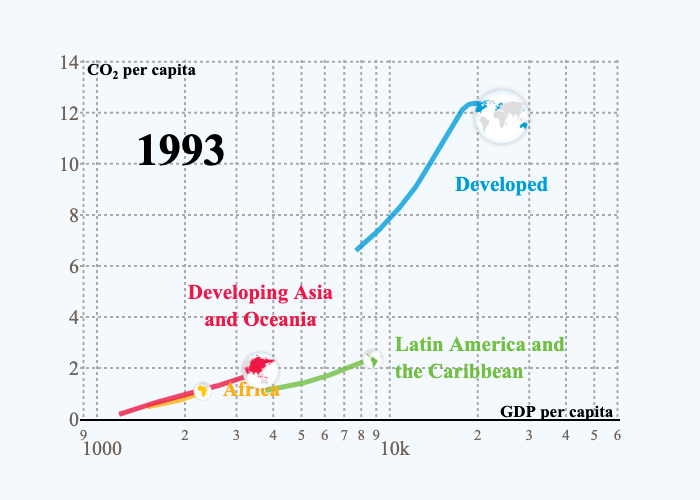 14
CO₂ per capita
12
1993
10
Developed
8
6
Developing Asia
and Oceania
4
Latin America and
the Caribbean
2
Africa
GDP per capita
0
9 2 3 4 5 6 7 8 9 2 3 4 5 6
1000 10k